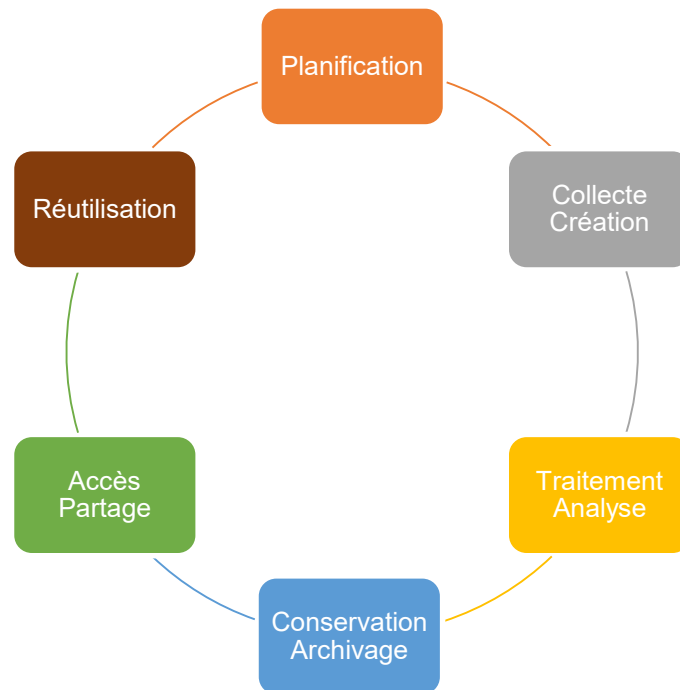 Planification
Collecte
Création
Traitement
Analyse
Conservation
Archivage
Accès
Partage
Réutilisation